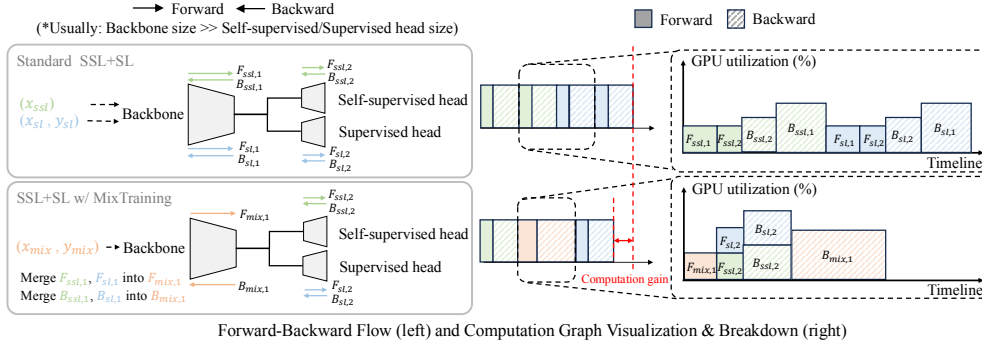 Forward
Backward
(*Usually: Backbone size >> Self-supervised/Supervised head size)
Standard SSL+SL
(x_ssl)
(x_sl , y_sl)
Backbone
F_ssl,1
B_ssl,1
F_sl,1
B_sl,1
F_ssl,2
B_ssl,2
Self-supervised head
Supervised head
F_sl,2
B_sl,2
SSL+SL w/ MixTraining
(x_mix , y_mix)
Backbone
F_mix,1
B_mix,1
F_ssl,2
B_ssl,2
Self-supervised head
Supervised head
F_sl,2
B_sl,2
Merge F_ssl,1, F_sl,1 into F_mix,1
Merge B_ssl,1, B_sl,1 into B_mix,1
Forward
Backward
Computation gain
GPU utilization (%)
F_ssl,1
F_ssl,2
B_ssl,2
B_ssl,1
F_sl,1
F_sl,2
B_sl,2
B_sl,1
Timeline
GPU utilization (%)
F_mix,1
F_sl,2
F_ssl,2
B_sl,2
B_ssl,2
B_mix,1
Timeline
Forward-Backward Flow (left) and Computation Graph Visualization & Breakdown (right)